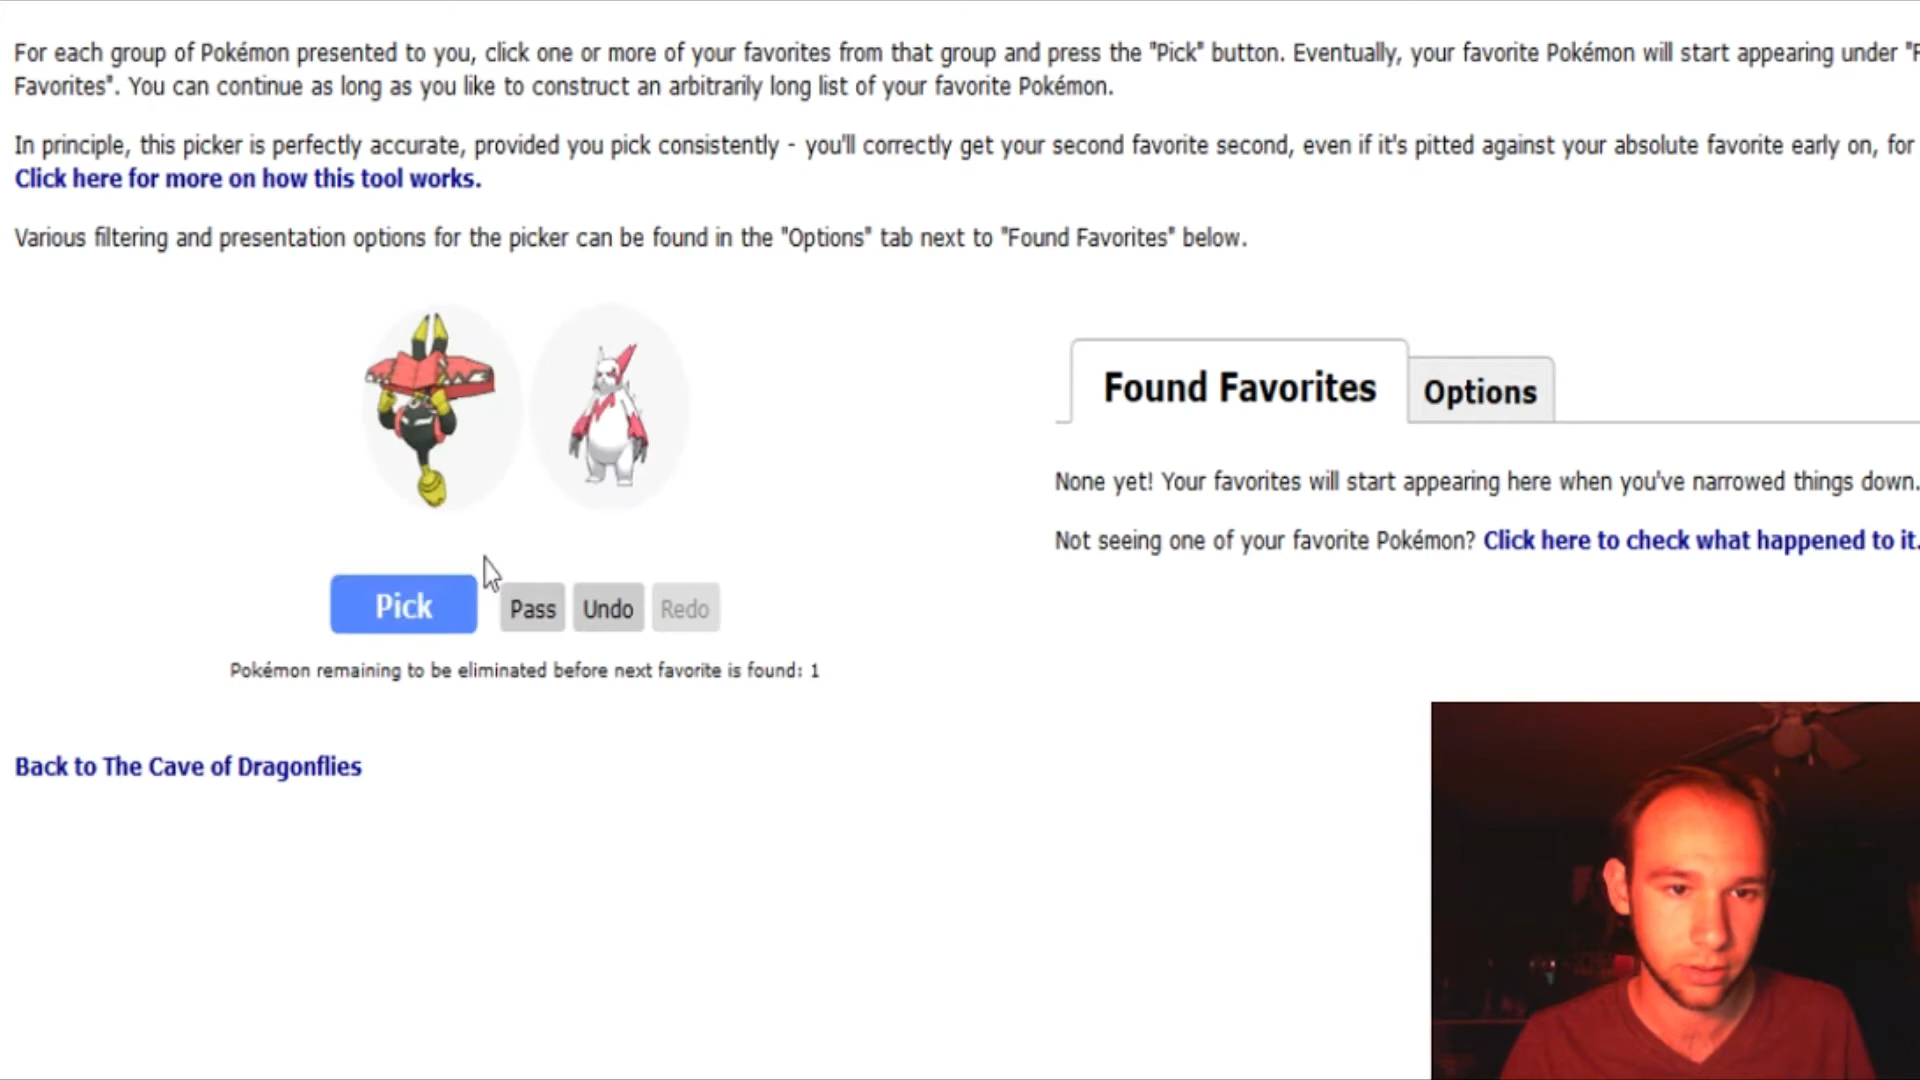 For each group of Pokémon presented to you, click one or more of your favorites from that group and press the "Pick" button. Eventually, your favorite Pokémon will start appearing under
Favorites". You can continue as long as you like to construct an arbitrarily long list of your favorite Pokémon.
In principle, this picker is perfectly accurate, provided you pick consistently - you'll correctly get your second favorite second, even if it's pitted against your absolute favorite early on, for
Click here for more on how this tool works.
Various filtering and presentation options for the picker can be found in the "Options" tab next to "Found Favorites" below.
Found Favorites
Options
None yet! Your favorites will start appearing here when you've narrowed things down.
Not seeing one of your favorite Pokémon? Click here to check what happened to it.
Pick
Pass
Undo
Redo
Pokémon remaining to be eliminated before next favorite is found: 1
Back to The Cave of Dragonflies